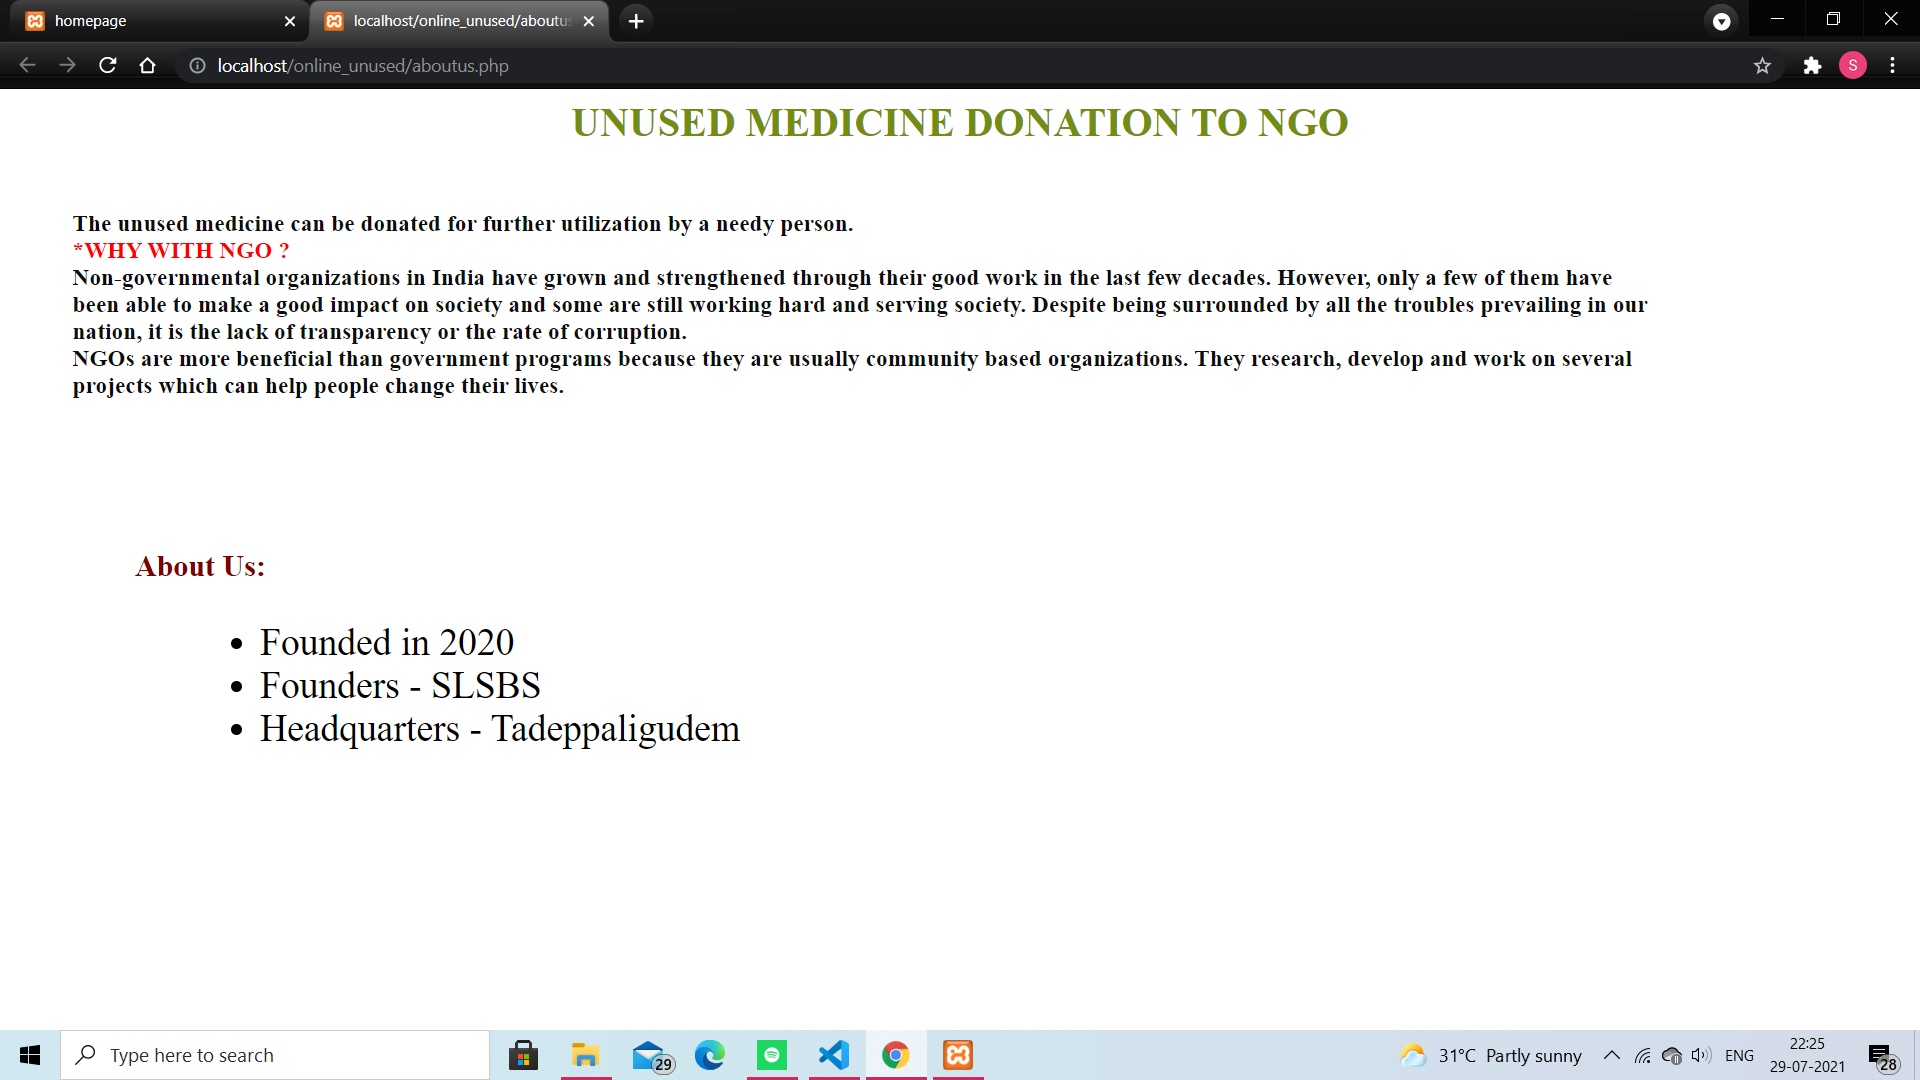 homepage
localhost/online_unused/aboutus
localhost/online_unused/aboutus.php
S
UNUSED MEDICINE DONATION TO NGO
The unused medicine can be donated for further utilization by a needy person.
*WHY WITH NGO ?
Non-governmental organizations in India have grown and strengthened through their good work in the last few decades. However, only a few of them have
been able to make a good impact on society and some are still working hard and serving society. Despite being surrounded by all the troubles prevailing in our
nation, it is the lack of transparency or the rate of corruption.
NGOs are more beneficial than government programs because they are usually community based organizations. They research, develop and work on several
projects which can help people change their lives.
About Us:
• Founded in 2020
• Founders - SLSBS
• Headquarters - Tadeppaligudem
Type here to search
29
31°C Partly sunny
ENG
22:25
29-07-2021
28